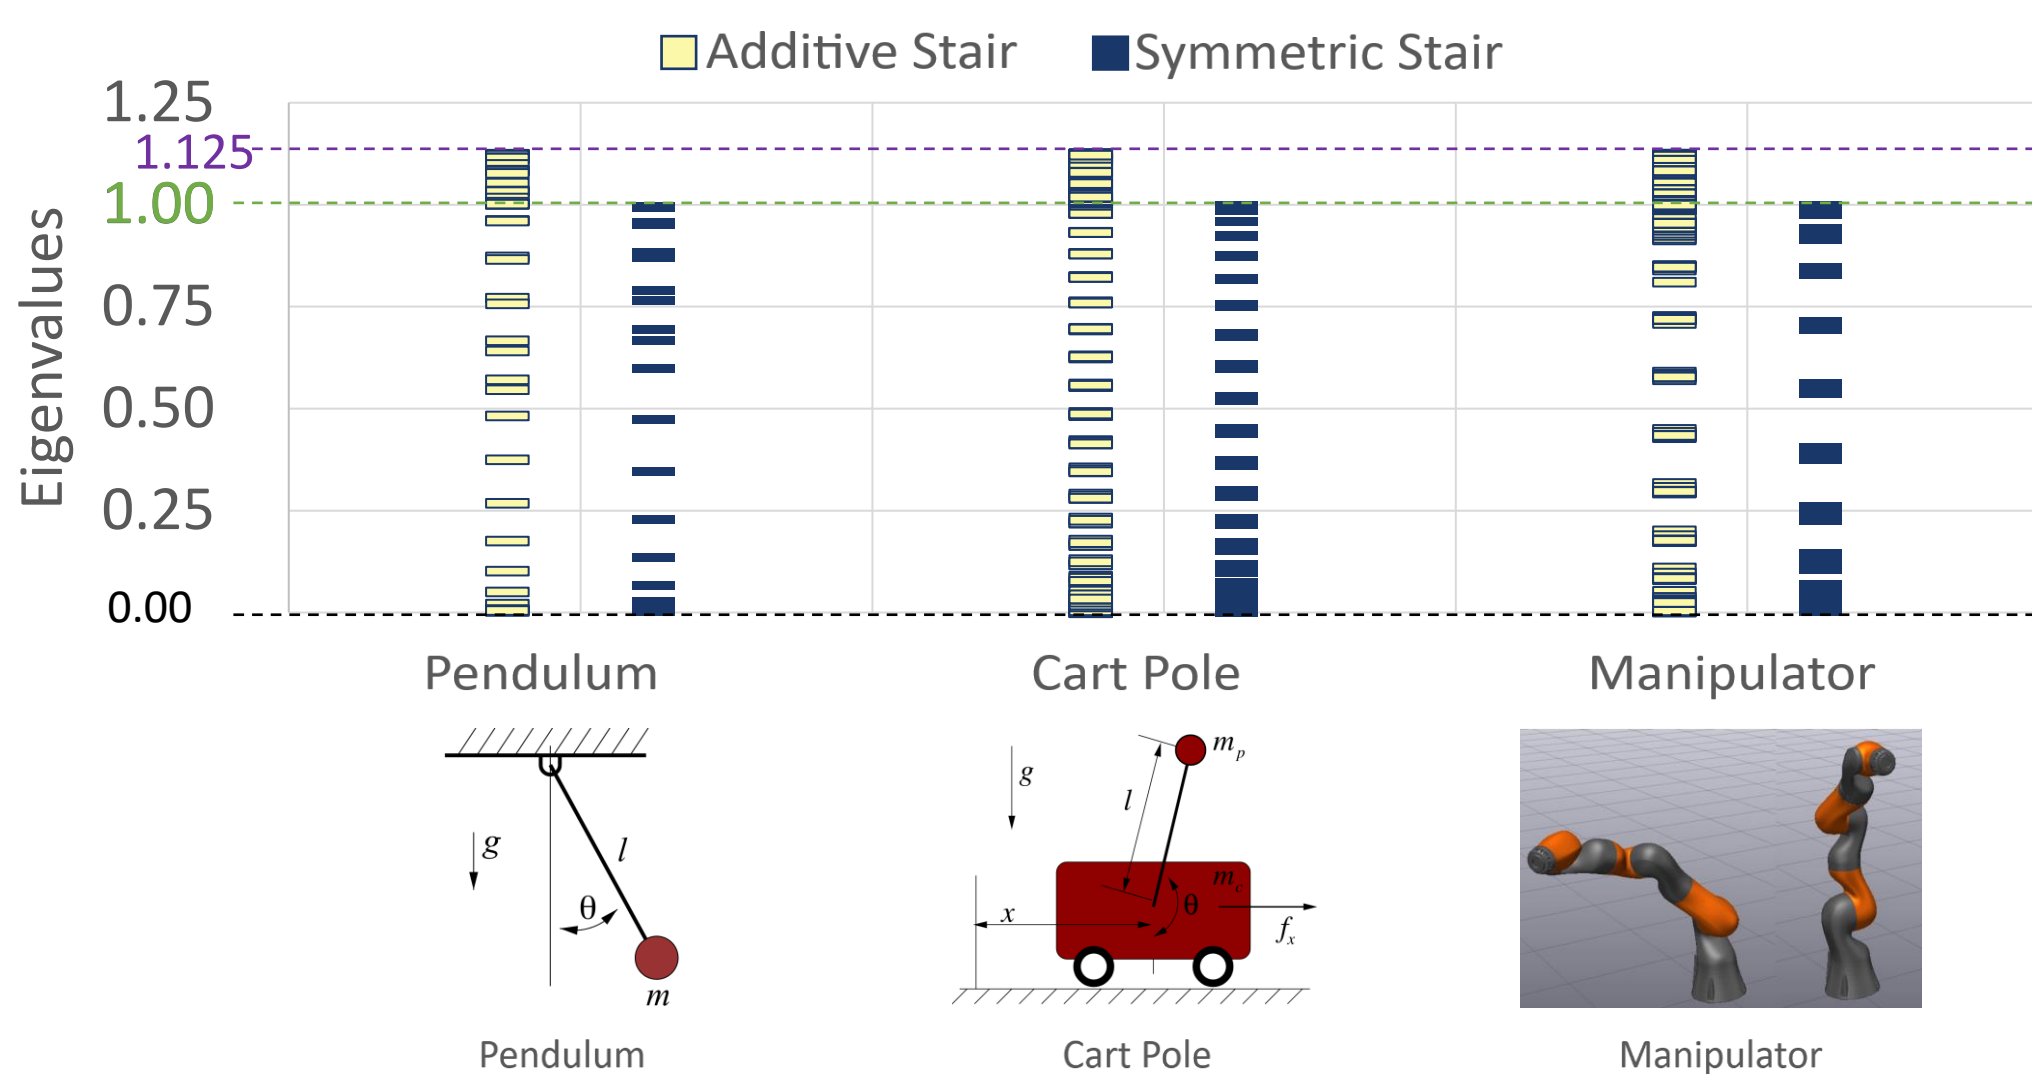 Additive Stair Symmetric Stair
1.25
1.125
1.00
0.75
0.50
0.25
0.00
Eigenvalues
Pendulum Cart Pole Manipulator
g
l
θ
m
g
l
m_p
m_c
θ
x
f_x
Pendulum Cart Pole Manipulator